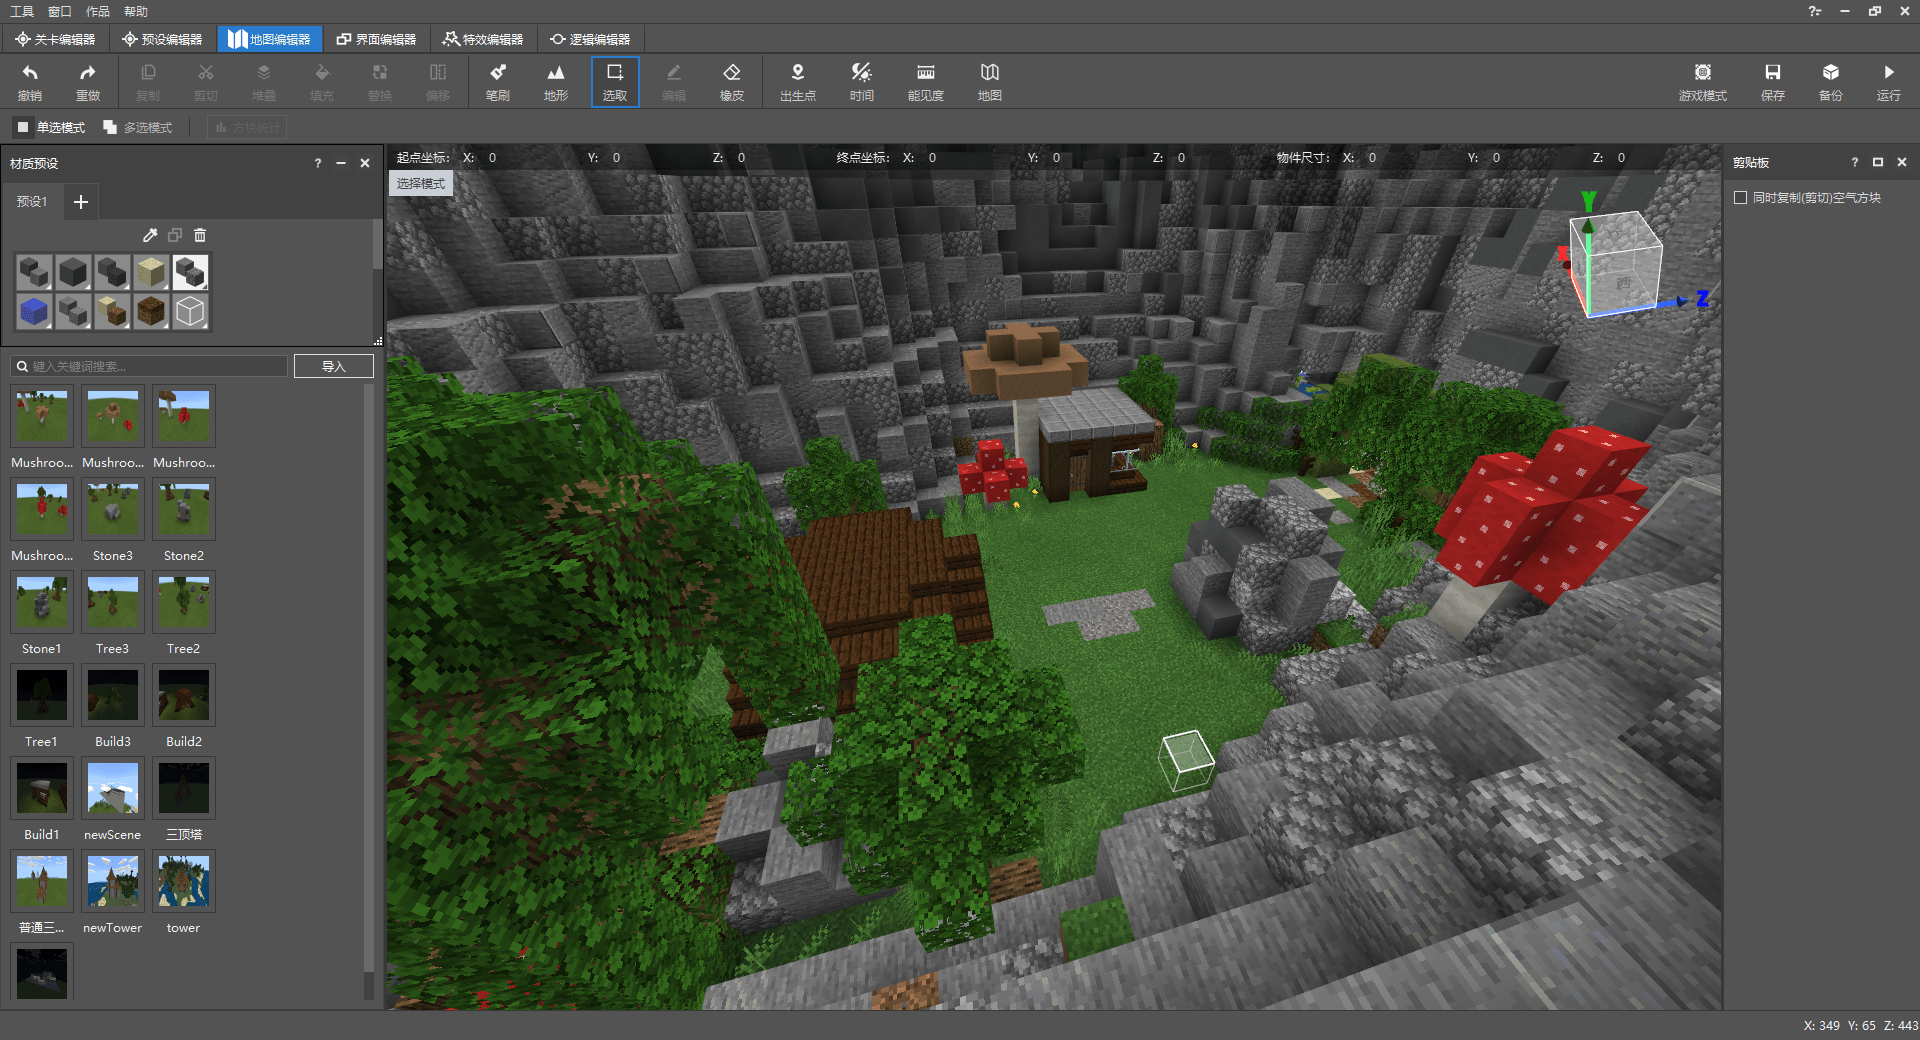 工具 窗口 作品 帮助
关卡编辑器 预设编辑器 地图编辑器 界面编辑器 特效编辑器 逻辑编辑器
撤销 重做 复制 剪切 堆叠 填充 替换 偏移 笔刷 地形 选取 编辑 橡皮 出生点 时间 能见度 地图 游戏模式 保存 备份 运行
单选模式 多选模式 方块统计
材质预设
预设1
键入关键词搜索... 导入
Mushroo... Mushroo... Mushroo...
Mushroo... Stone3 Stone2
Stone1 Tree3 Tree2
Tree1 Build3 Build2
Build1 newScene 三顶塔
普通三... newTower tower
起点坐标: X: 0 Y: 0 Z: 0 终点坐标: X: 0 Y: 0 Z: 0 物件尺寸: X: 0 Y: 0 Z: 0
选择模式
Y
X
Z
剪贴板
同时复制(剪切)空气方块
X: 349 Y: 65 Z: 443